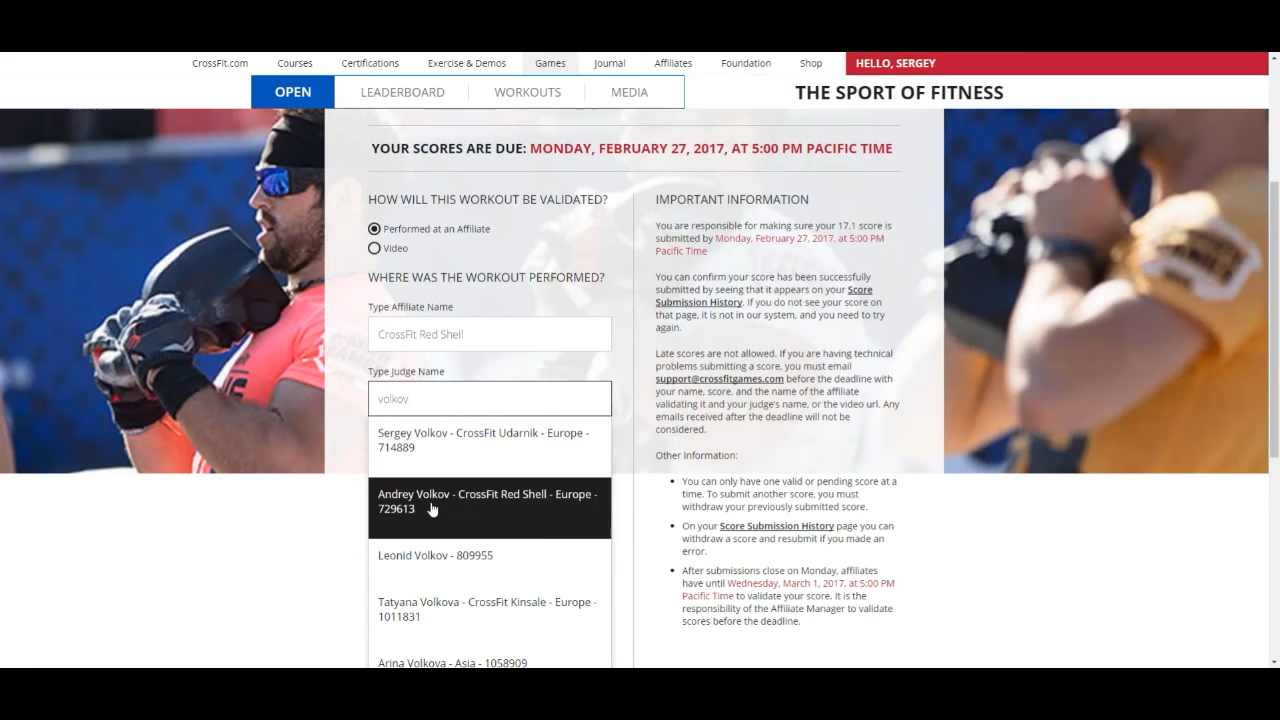 CrossFit.com Courses Certifications Exercise & Demos Games Journal Affiliates Foundation Shop HELLO, SERGEY
OPEN LEADERBOARD WORKOUTS MEDIA THE SPORT OF FITNESS
YOUR SCORES ARE DUE: MONDAY, FEBRUARY 27, 2017, AT 5:00 PM PACIFIC TIME
HOW WILL THIS WORKOUT BE VALIDATED?
Performed at an Affiliate
Video
WHERE WAS THE WORKOUT PERFORMED?
Type Affiliate Name
CrossFit Red Shell
Type Judge Name
volkov
Sergey Volkov - CrossFit Udarnik - Europe -
714889
Andrey Volkov - CrossFit Red Shell - Europe -
729613
Leonid Volkov - 809955
Tatyana Volkova - CrossFit Kinsale - Europe -
1011831
Arina Volkova - Asia - 1058909
IMPORTANT INFORMATION
You are responsible for making sure your 17.1 score is
submitted by Monday, February 27, 2017, at 5:00 PM
Pacific Time
You can confirm your score has been successfully
submitted by seeing that it appears on your Score
Submission History. If you do not see your score on
that page, it is not in our system, and you need to try
again.
Late scores are not allowed. If you are having technical
problems submitting a score, you must email
support@crossfitgames.com before the deadline with
your name, score, and the name of the affiliate
validating it and your judge's name, or the video url. Any
emails received after the deadline will not be
considered.
Other Information:
You can only have one valid or pending score at a
time. To submit another score, you must
withdraw your previously submitted score.
On your Score Submission History page you can
withdraw a score and resubmit if you made an
error.
After submissions close on Monday, affiliates
have until Wednesday, March 1, 2017, at 5:00 PM
Pacific Time to validate your score. It is the
responsibility of the Affiliate Manager to validate
scores before the deadline.